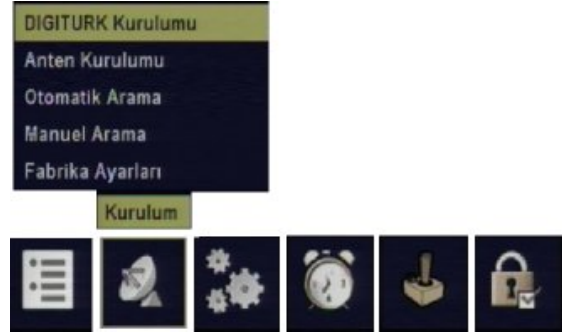 DIGITURK Kurulumu
Anten Kurulumu
Otomatik Arama
Manuel Arama
Fabrika Ayarları
Kurulum